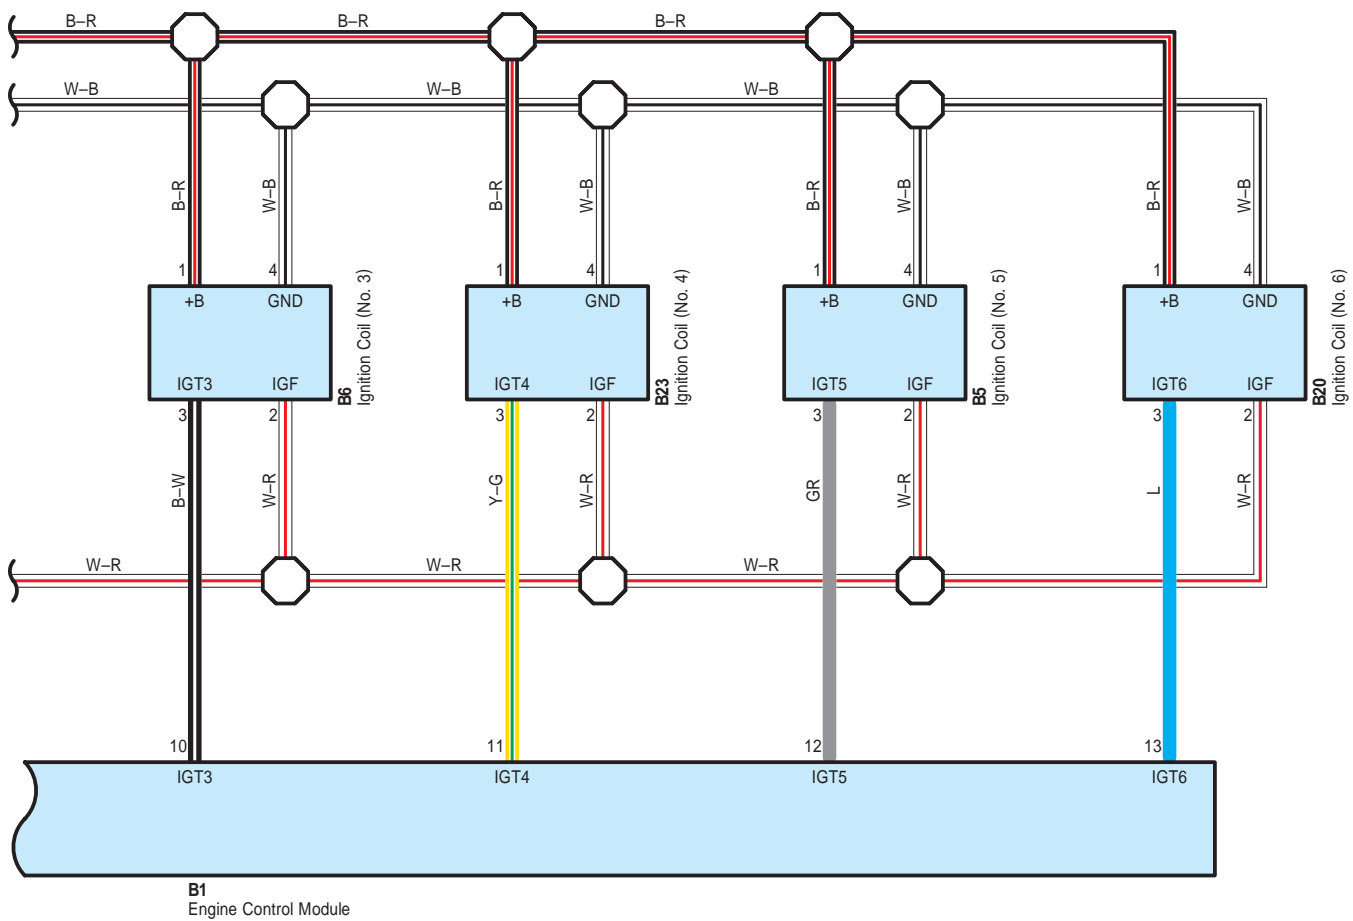 B–R B–R B–R
W–B W–B W–B
B–R W–B B–R W–B B–R W–B B–R W–B
1 4 1 4 1 4 1 4
+B GND +B GND +B GND +B GND
IGT3 IGF IGT4 IGF IGT5 IGF IGT6 IGF
B6
Ignition Coil (No. 3)
B23
Ignition Coil (No. 4)
B5
Ignition Coil (No. 5)
B20
Ignition Coil (No. 6)
3 2 3 2 3 2 3 2
B–W W–R Y–G W–R GR W–R L W–R
W–R W–R W–R
10 11 12 13
IGT3 IGT4 IGT5 IGT6
B1
Engine Control Module